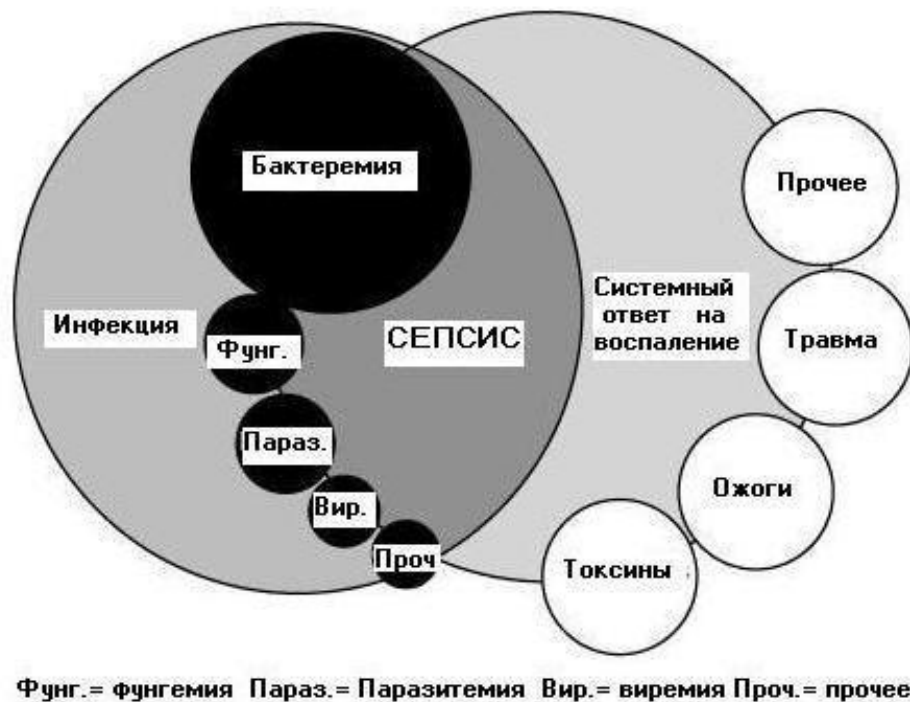 Бактеремия
Прочее
Инфекция
Фунг.
СЕПСИС
Системный
ответ на
воспаление
Травма
Параз.
Вир.
Проч
Ожоги
Токсины
Фунг.= фунгемия Параз.= Паразитемия Вир.= виремия Проч.= прочее